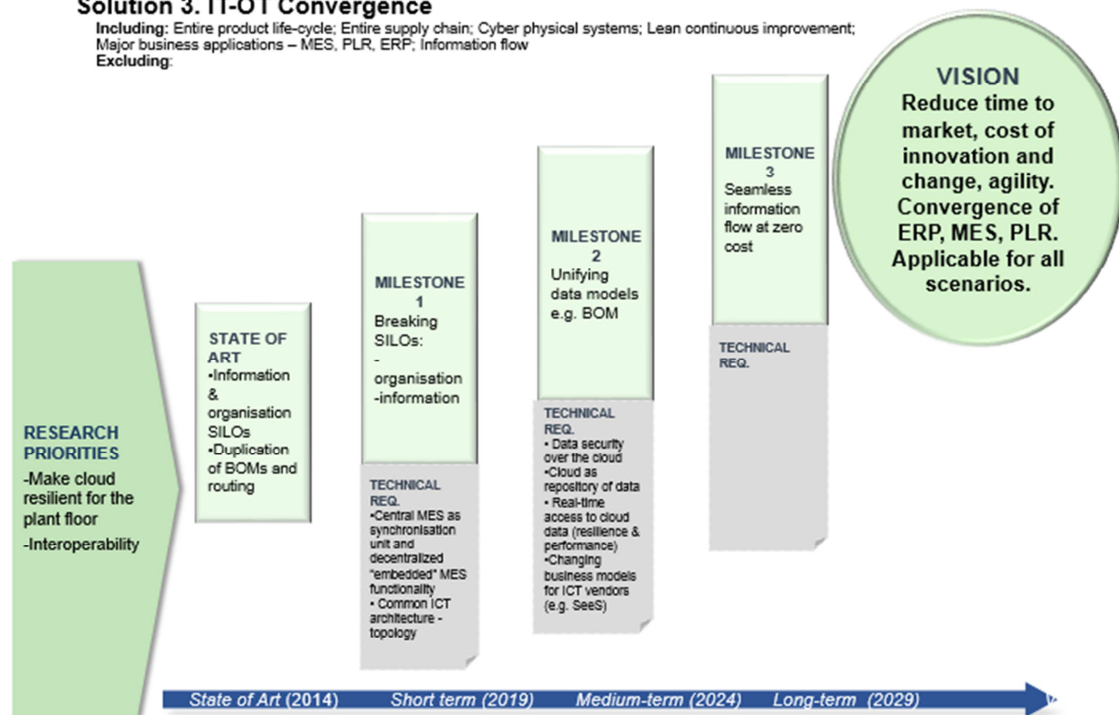 Solution 3. IT-OT Convergence
Including: Entire product life-cycle; Entire supply chain; Cyber physical systems; Lean continuous improvement;
Major business applications – MES, PLR, ERP; Information flow
Excluding:
RESEARCH
PRIORITIES
-Make cloud
resilient for the
plant floor
-Interoperability
STATE OF
ART
•Information
&
organisation
SILOs
•Duplication
of BOMs and
routing
MILESTONE
1
Breaking
SILOs:
-
organisation
-information
TECHNICAL
REQ.
•Central MES as
synchronisation
unit and
decentralized
"embedded" MES
functionality
• Common ICT
architecture -
topology
MILESTONE
2
Unifying
data models
e.g. BOM
TECHNICAL
REQ.
• Data security
over the cloud
•Cloud as
repository of data
• Real-time
access to cloud
data (resilience &
performance)
•Changing
business models
for ICT vendors
(e.g. SeeS)
MILESTONE
3
Seamless
information
flow at zero
cost
TECHNICAL
REQ.
VISION
Reduce time to
market, cost of
innovation and
change, agility.
Convergence of
ERP, MES, PLR.
Applicable for all
scenarios.
State of Art (2014) Short term (2019) Medium-term (2024) Long-term (2029)